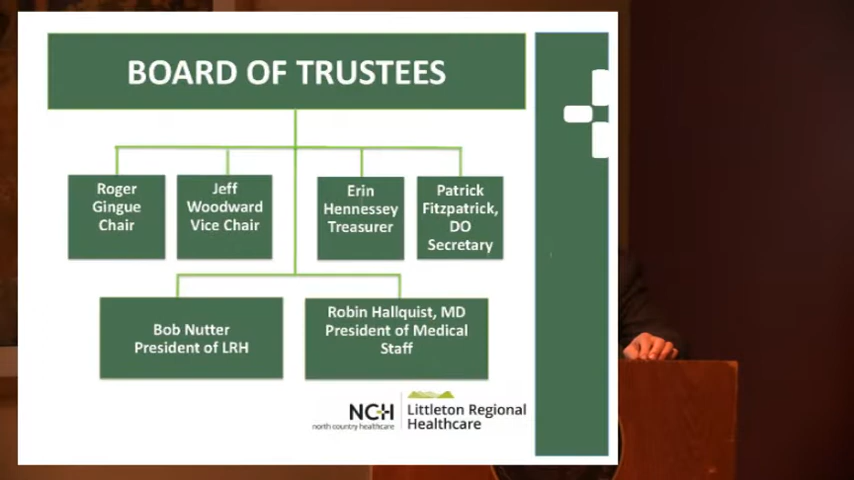 BOARD OF TRUSTEES
Roger
Gingue
Chair
Jeff
Woodward
Vice Chair
Erin
Hennessey
Treasurer
Patrick
Fitzpatrick,
DO
Secretary
Bob Nutter
President of LRH
Robin Hallquist, MD
President of Medical
Staff
NCH
north country healthcare
Littleton Regional
Healthcare